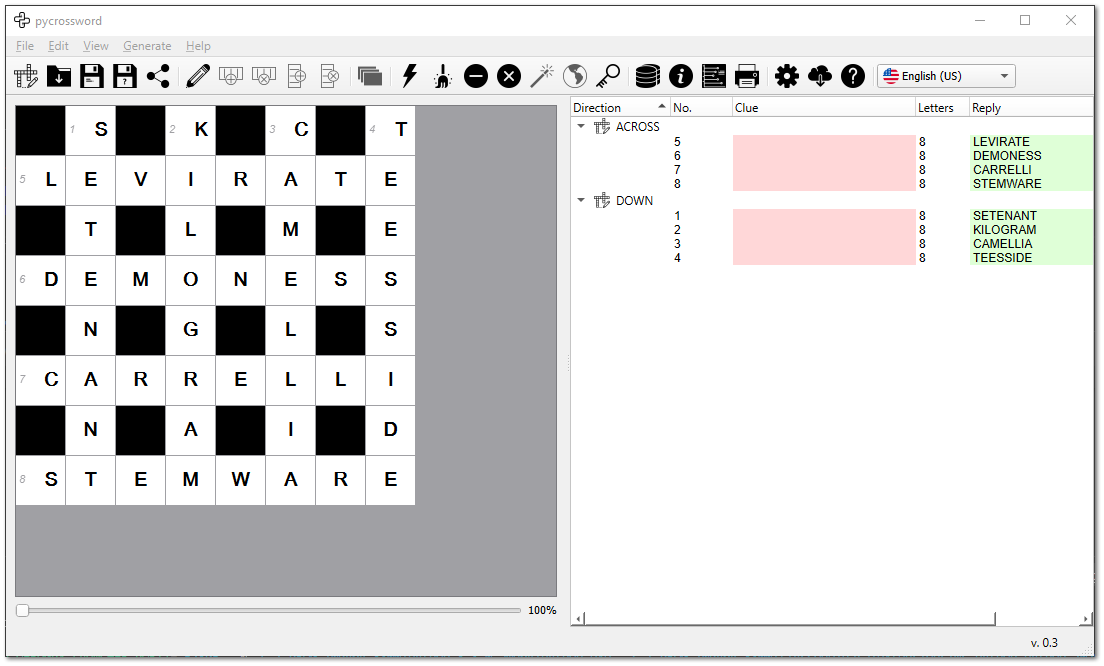 pycrossword
File Edit View Generate Help
English (US)
1 S 2 K 3 C 4 T
5 L E V I R A T E
T L M E
6 D E M O N E S S
N G L S
7 C A R R E L L I
N A I D
8 S T E M W A R E
100%
Direction No. Clue Letters Reply
ACROSS
5 8 LEVIRATE
6 8 DEMONESS
7 8 CARRELLI
8 8 STEMWARE
DOWN
1 8 SETENANT
2 8 KILOGRAM
3 8 CAMELLIA
4 8 TEESSIDE
v. 0.3